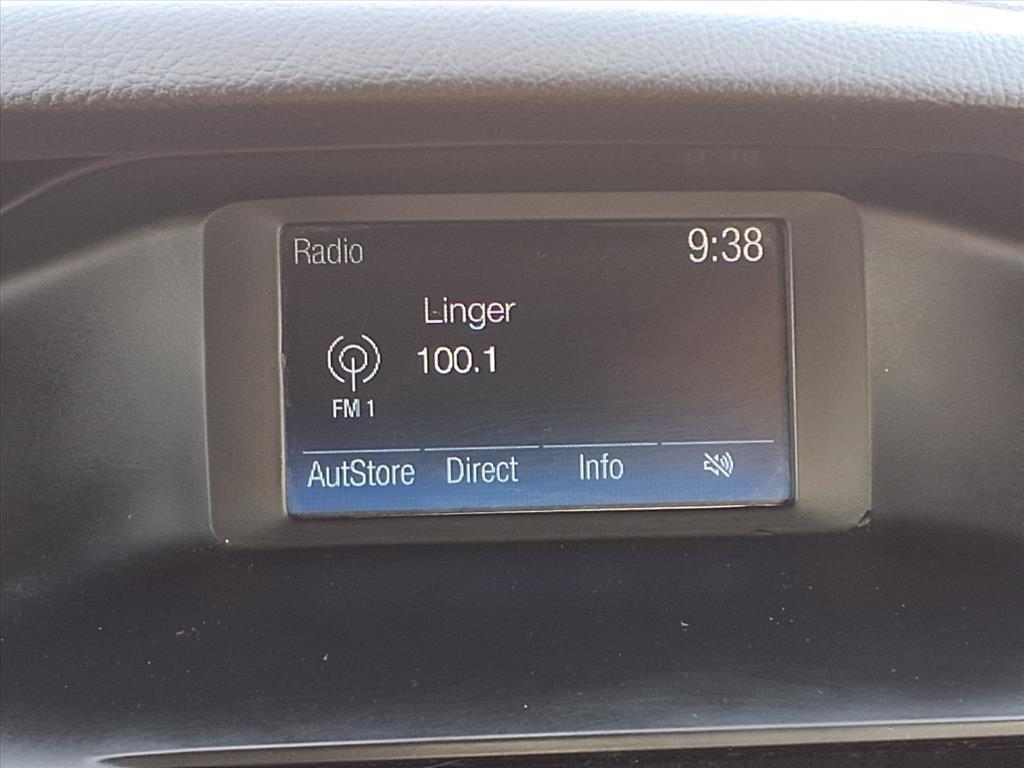 Radio 9:38
Linger
100.1
FM 1
AutStore Direct Info